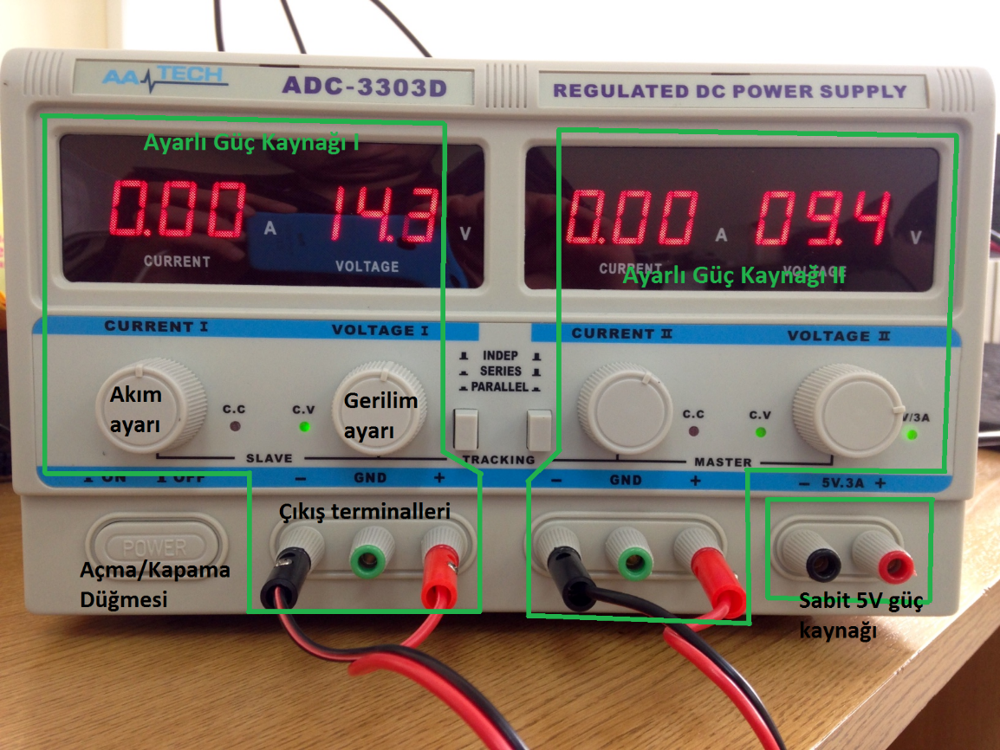 AATECH
ADC-3303D
REGULATED DC POWER SUPPLY
Ayarlı Güç Kaynağı I
0.00 A 14.3 V
CURRENT VOLTAGE
0.00 A 09.4 V
CURRENT VOLTAGE
Ayarlı Güç Kaynağı II
CURRENT I VOLTAGE I
CURRENT II VOLTAGE II
INDEP
SERIES
PARALLEL
Akım
ayarı
C.C C.V
Gerilim
ayarı
C.C C.V V/3A
SLAVE TRACKING MASTER
ON OFF
− GND +
− GND +
− 5V.3A +
POWER
Açma/Kapama
Düğmesi
Çıkış terminalleri
Sabit 5V güç
kaynağı